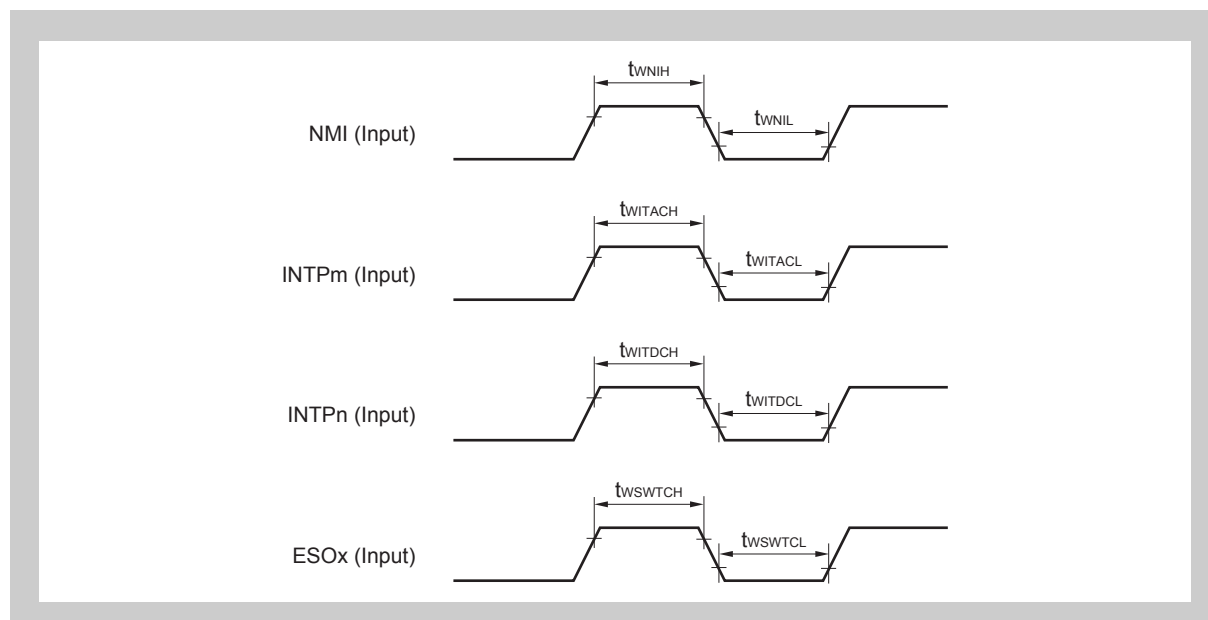 tWNIH
NMI (Input)
tWNIL
tWITACH
INTPm (Input)
tWITACL
tWITDCH
INTPn (Input)
tWITDCL
tWSWTCH
ESOx (Input)
tWSWTCL